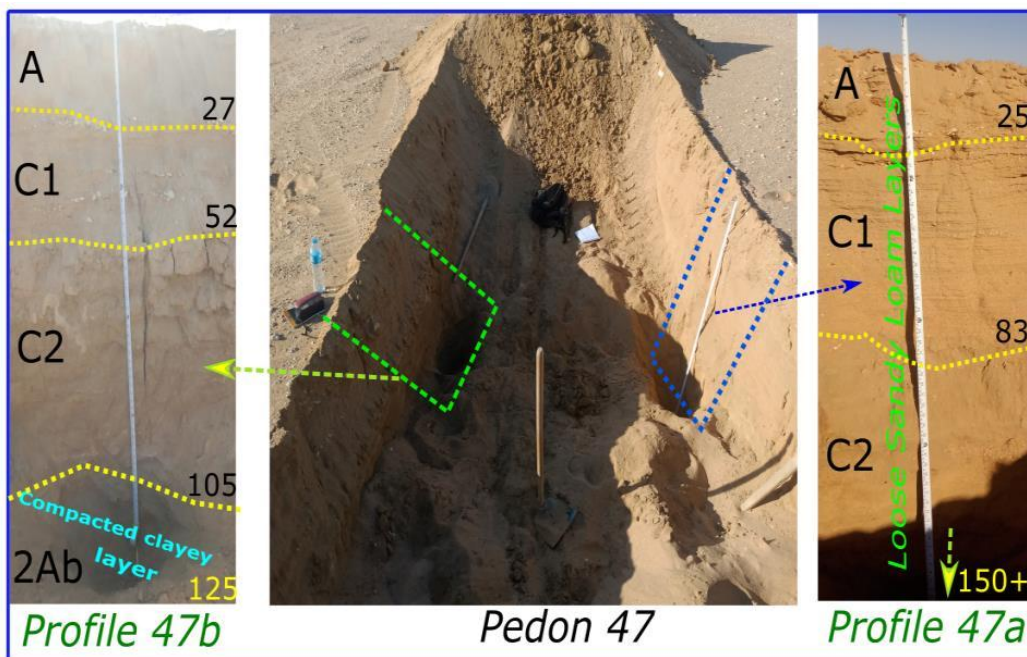 A
27
C1
52
C2
105
Compacted clayey
layer
2Ab
125
Profile 47b
Pedon 47
A
25
C1
83
C2
Loose Sandy Loam Layers
150+
Profile 47a